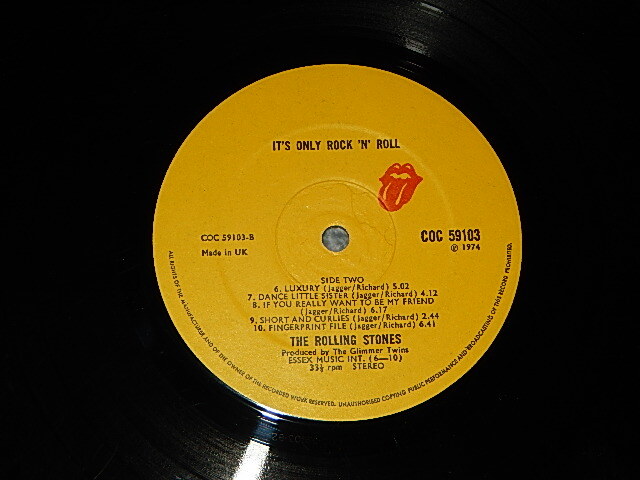 IT'S ONLY ROCK 'N' ROLL
COC 59103-B
Made in UK
COC 59103
℗ 1974
SIDE TWO
6. LUXURY (Jagger/Richard) 5.02
7. DANCE LITTLE SISTER (Jagger/Richard) 4.12
8. IF YOU REALLY WANT TO BE MY FRIEND
(Jagger/Richard) 6.17
9. SHORT AND CURLIES (Jagger/Richard) 2.44
10. FINGERPRINT FILE (Jagger/Richard) 6.41
THE ROLLING STONES
Produced by The Glimmer Twins
ESSEX MUSIC INT. (6—10)
33⅓ rpm STEREO
ALL RIGHTS OF THE MANUFACTURER AND OF THE OWNER OF THE RECORDED WORK RESERVED. UNAUTHORISED COPYING PUBLIC PERFORMANCE AND BROADCASTING OF THIS RECORD PROHIBITED.